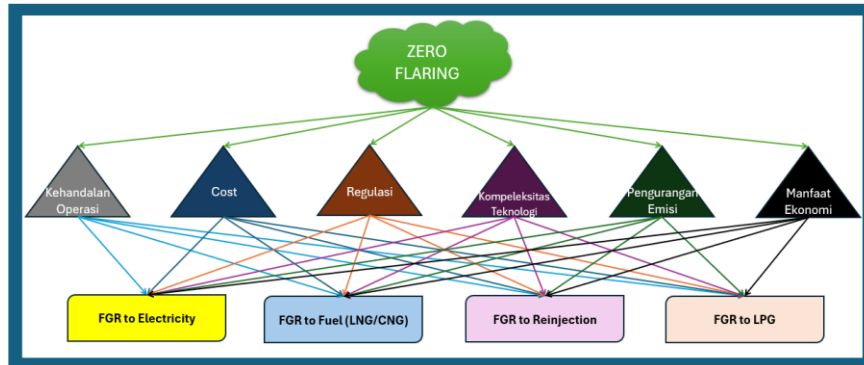 ZERO
FLARING
Kehandalan
Operasi
Cost
Regulasi
Kompeleksitas
Teknologi
Pengurangan
Emisi
Manfaat
Ekonomi
FGR to Electricity
FGR to Fuel (LNG/CNG)
FGR to Reinjection
FGR to LPG